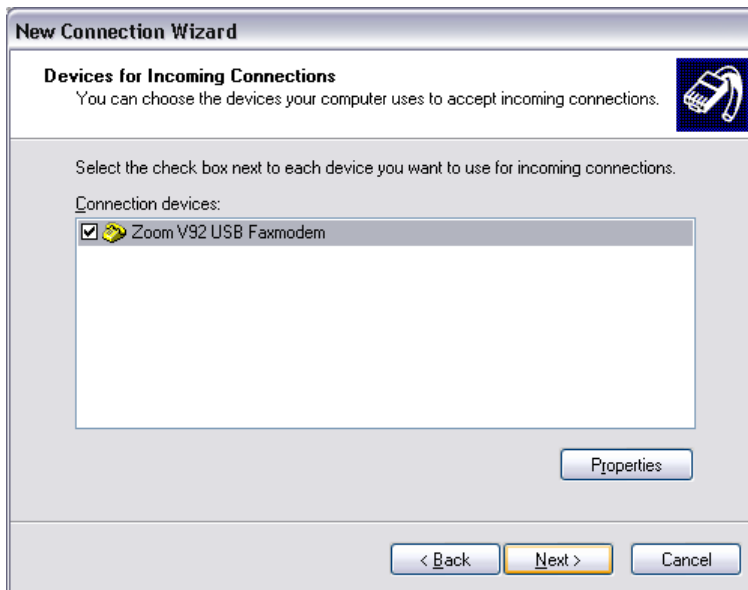 New Connection Wizard
Devices for Incoming Connections
You can choose the devices your computer uses to accept incoming connections.
Select the check box next to each device you want to use for incoming connections.
Connection devices:
Zoom V92 USB Faxmodem
Properties
< Back Next > Cancel